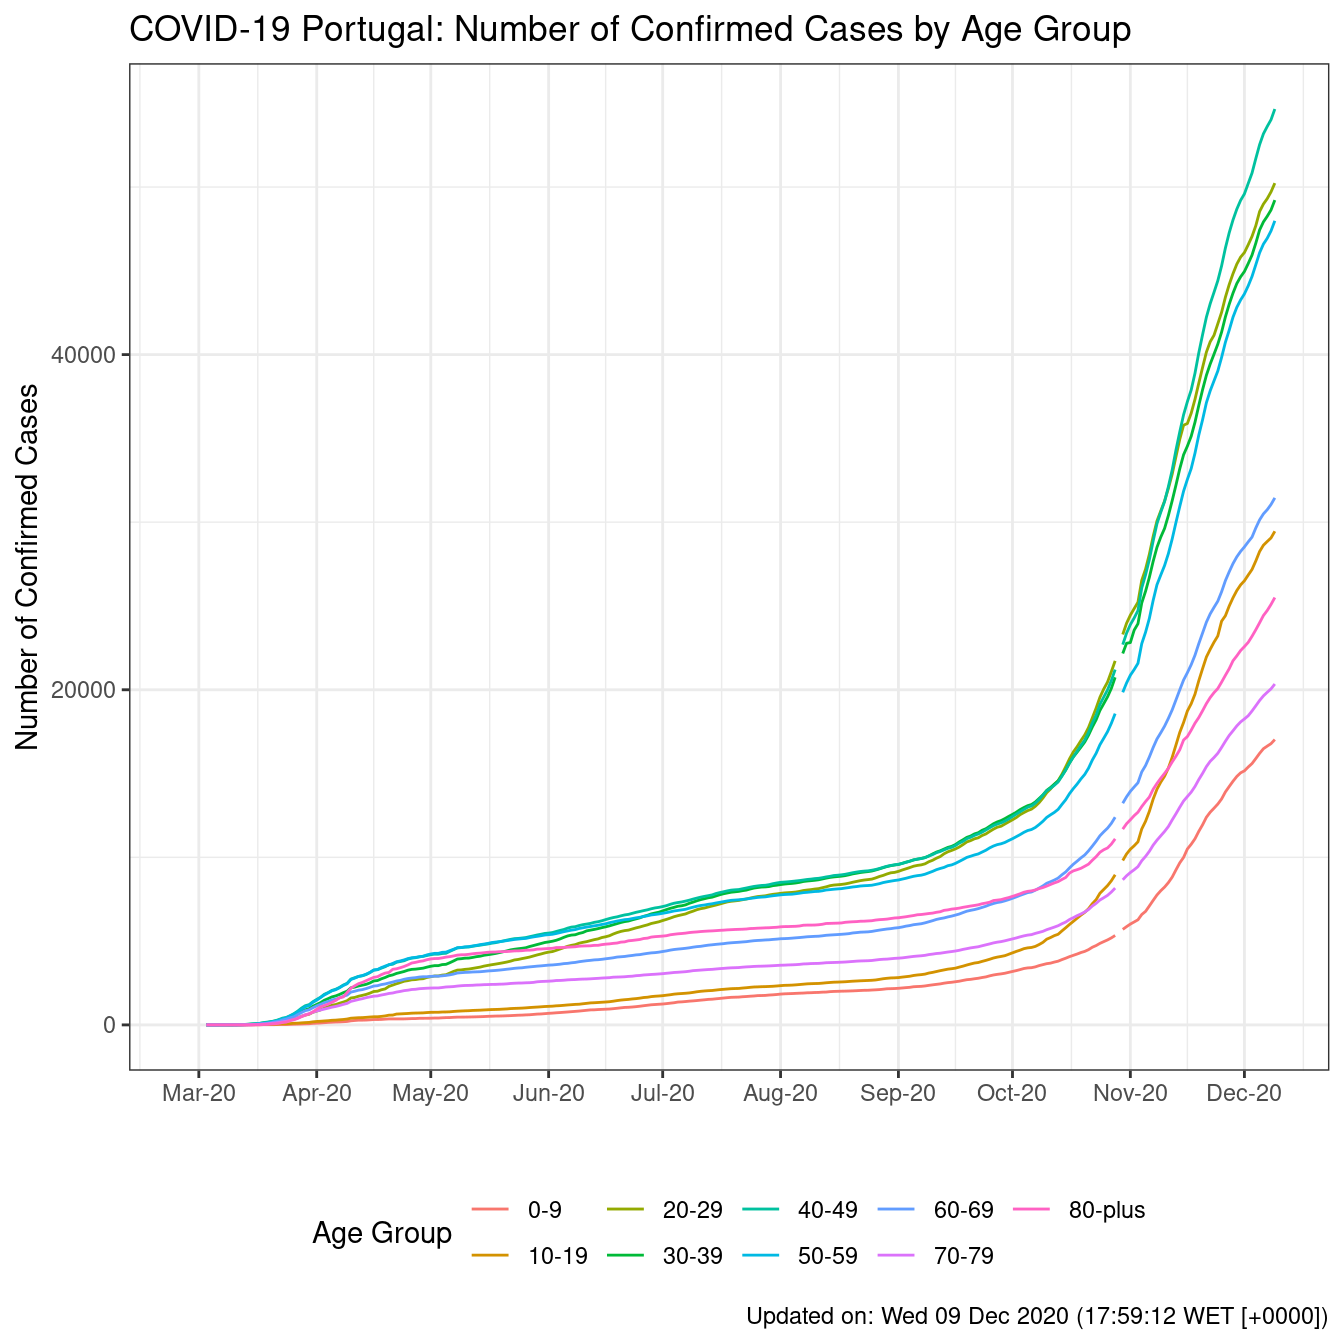 COVID-19 Portugal: Number of Confirmed Cases by Age Group
Number of Confirmed Cases
40000
20000
0
Mar-20 Apr-20 May-20 Jun-20 Jul-20 Aug-20 Sep-20 Oct-20 Nov-20 Dec-20
Age Group
0-9 20-29 40-49 60-69 80-plus
10-19 30-39 50-59 70-79
Updated on: Wed 09 Dec 2020 (17:59:12 WET [+0000])